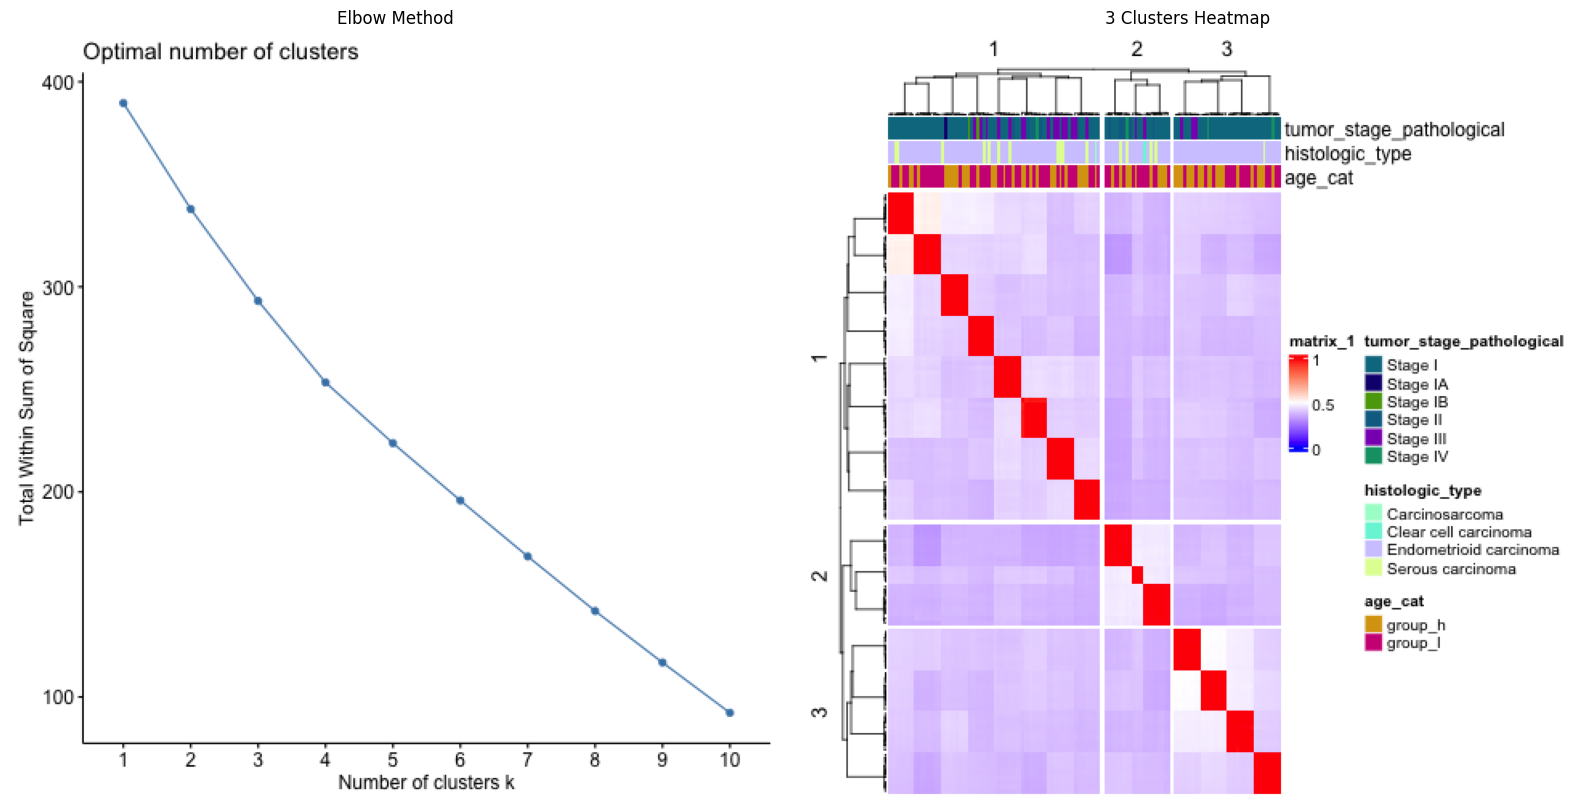 Elbow Method
Optimal number of clusters
400
300
200
100
Total Within Sum of Square
1 2 3 4 5 6 7 8 9 10
Number of clusters k
3 Clusters Heatmap
1 2 3
tumor_stage_pathological
histologic_type
age_cat
1
2
3
matrix_1
1
0.5
0
tumor_stage_pathological
Stage I
Stage IA
Stage IB
Stage II
Stage III
Stage IV
histologic_type
Carcinosarcoma
Clear cell carcinoma
Endometrioid carcinoma
Serous carcinoma
age_cat
group_h
group_l